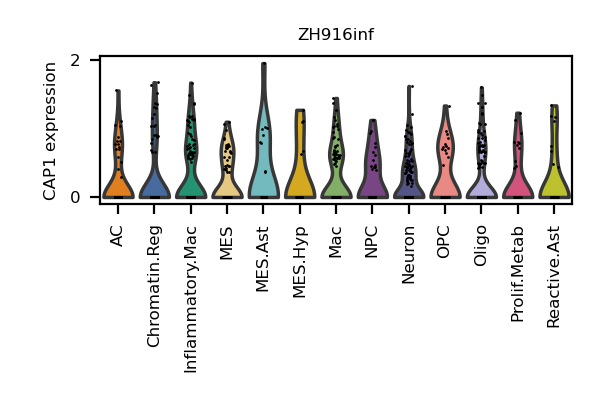 ZH916inf
CAP1 expression
2
0
AC
Chromatin.Reg
Inflammatory.Mac
MES
MES.Ast
MES.Hyp
Mac
NPC
Neuron
OPC
Oligo
Prolif.Metab
Reactive.Ast